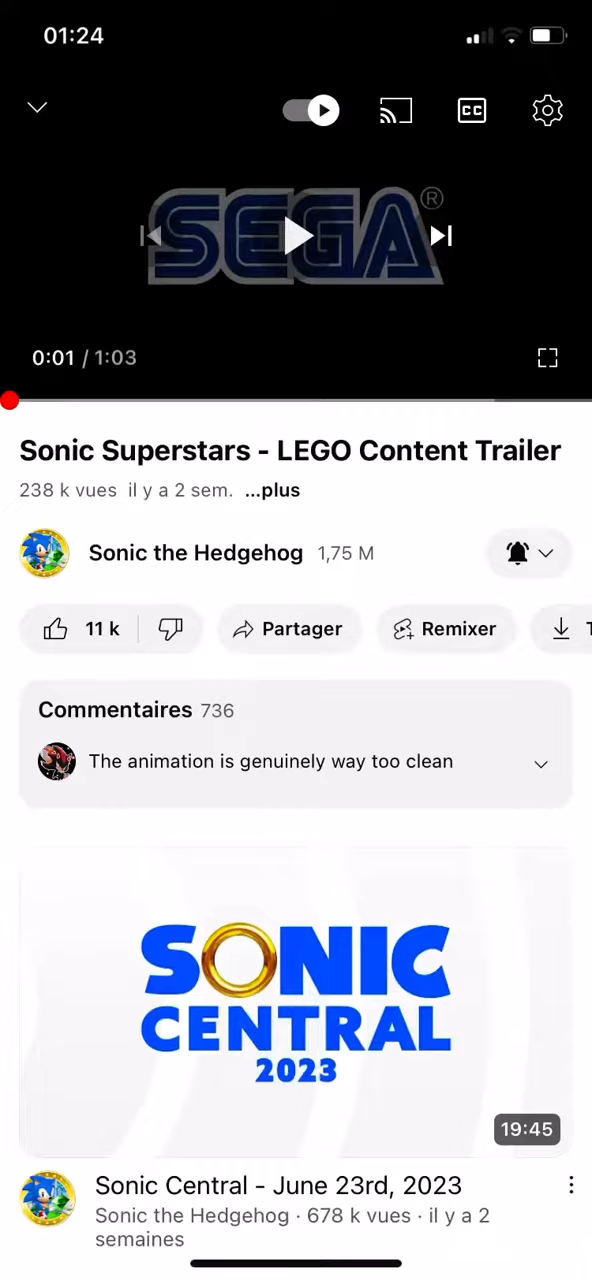 01:24
CC
SEGA®
0:01 / 1:03
Sonic Superstars - LEGO Content Trailer
238 k vues il y a 2 sem. ...plus
Sonic the Hedgehog 1,75 M
11 k Partager Remixer T
Commentaires 736
The animation is genuinely way too clean
SONIC
CENTRAL
2023
19:45
Sonic Central - June 23rd, 2023
Sonic the Hedgehog · 678 k vues · il y a 2
semaines